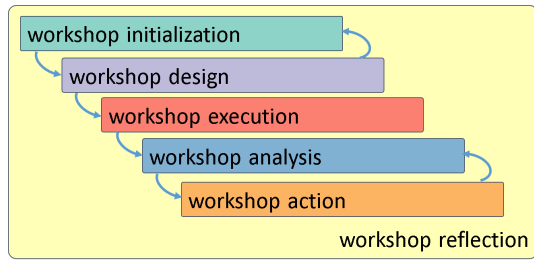 workshop initialization
workshop design
workshop execution
workshop analysis
workshop action
workshop reflection